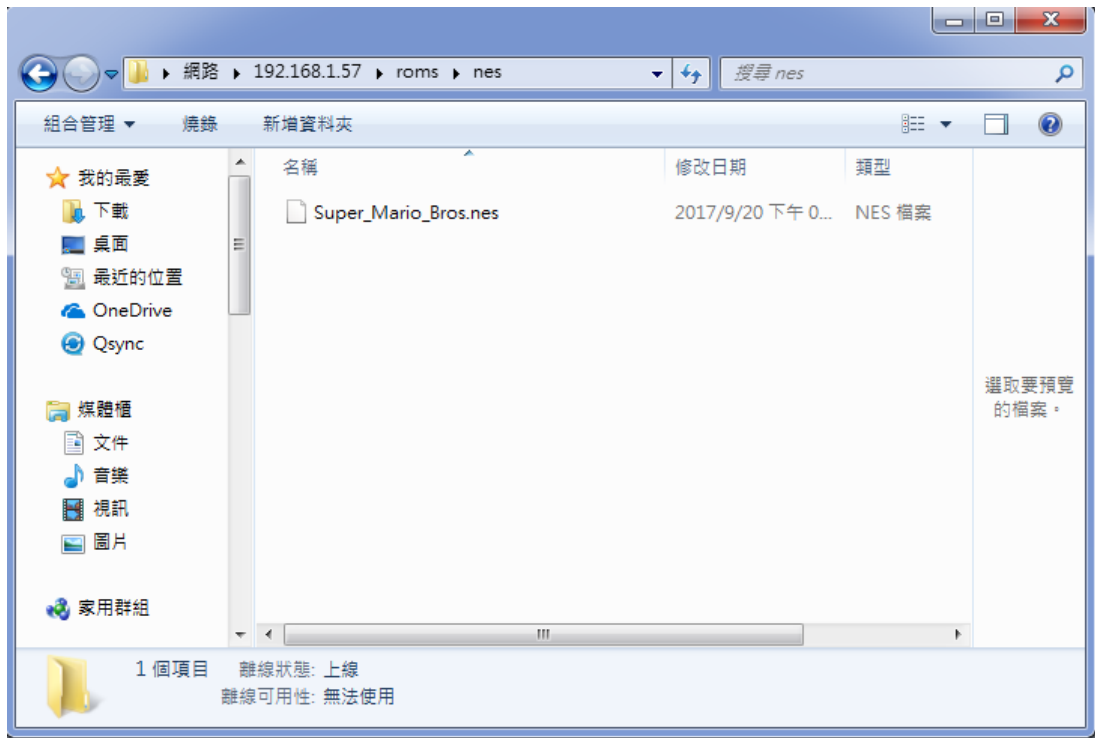 網路 ▸ 192.168.1.57 ▸ roms ▸ nes
搜尋 nes
組合管理 燒錄 新增資料夾
我的最愛
下載
桌面
最近的位置
OneDrive
Qsync
媒體櫃
文件
音樂
視訊
圖片
家用群組
名稱 修改日期 類型
Super_Mario_Bros.nes 2017/9/20 下午 0... NES 檔案
選取要預覽
的檔案。
1 個項目 離線狀態: 上線
離線可用性: 無法使用